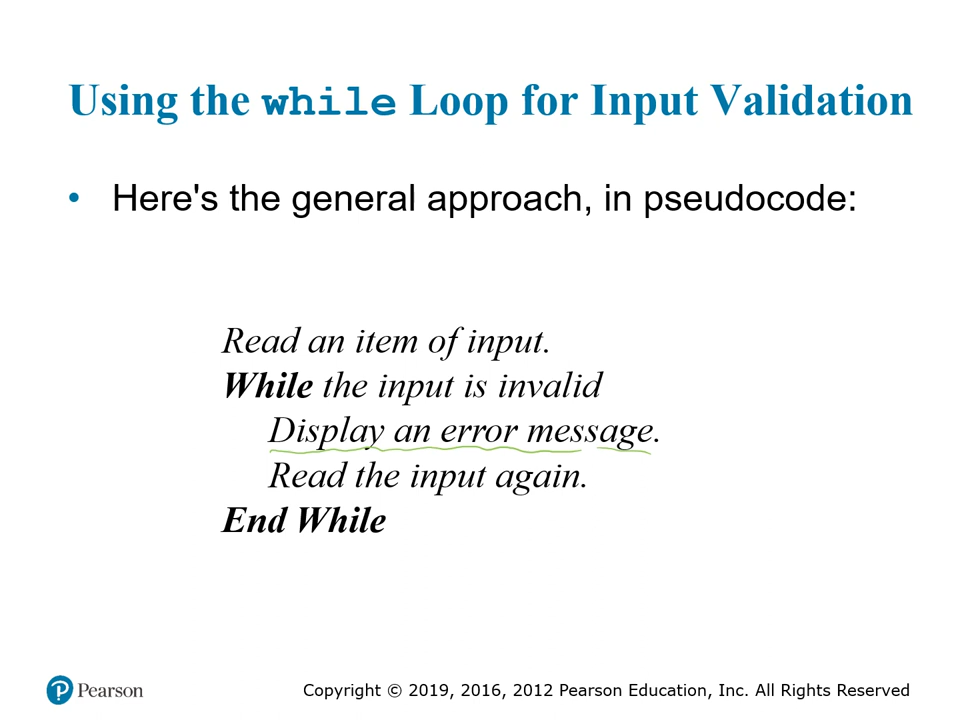 Using the while Loop for Input Validation
• Here's the general approach, in pseudocode:
Read an item of input.
While the input is invalid
Display an error message.
Read the input again.
End While
P Pearson
Copyright © 2019, 2016, 2012 Pearson Education, Inc. All Rights Reserved